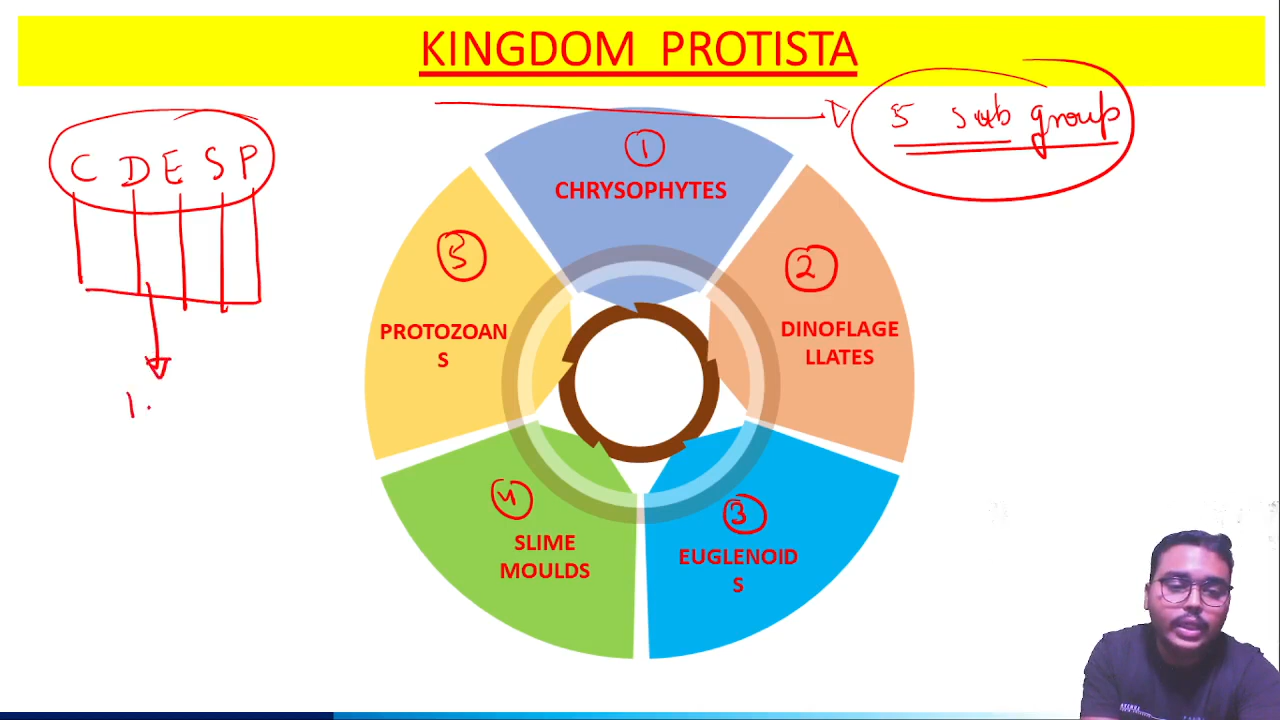 KINGDOM PROTISTA
5 sub group
C D E S P
1
CHRYSOPHYTES
2
DINOFLAGE
LLATES
3
EUGLENOID
S
4
SLIME
MOULDS
5
PROTOZOAN
S
1.